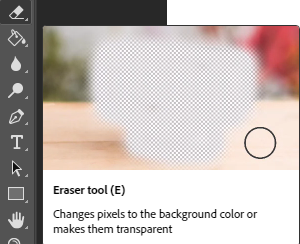 T
Eraser tool (E)
Changes pixels to the background color or
makes them transparent